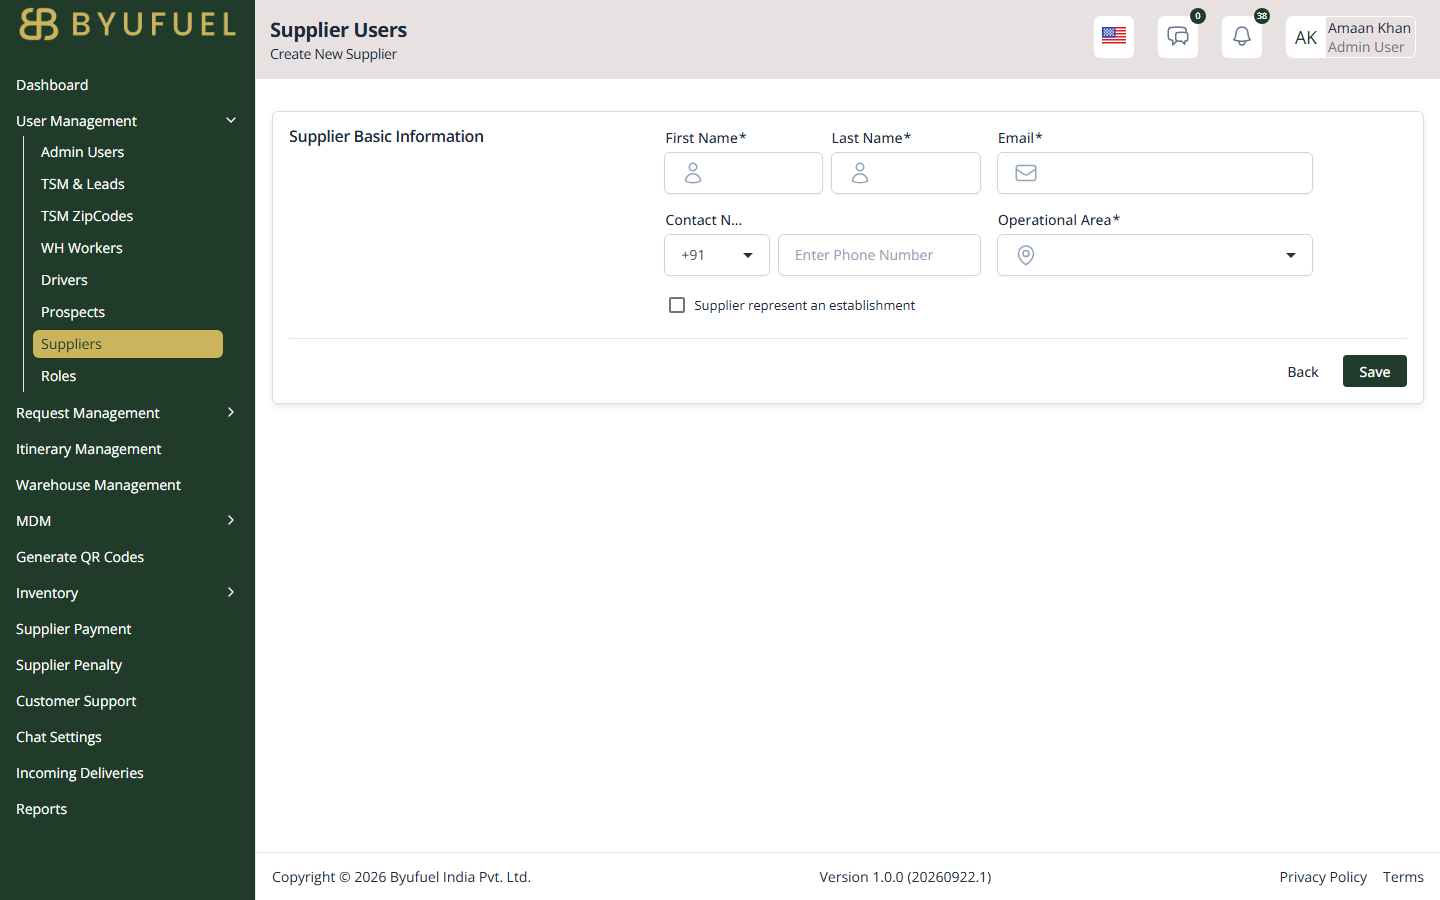 BYUFUEL
Dashboard
User Management
Admin Users
TSM & Leads
TSM ZipCodes
WH Workers
Drivers
Prospects
Suppliers
Roles
Request Management
Itinerary Management
Warehouse Management
MDM
Generate QR Codes
Inventory
Supplier Payment
Supplier Penalty
Customer Support
Chat Settings
Incoming Deliveries
Reports
Supplier Users
Create New Supplier
0
38
AK
Amaan Khan
Admin User
Supplier Basic Information
First Name* Last Name* Email*
Contact N... Operational Area*
+91 Enter Phone Number
Supplier represent an establishment
Back Save
Copyright © 2026 Byufuel India Pvt. Ltd. Version 1.0.0 (20260922.1) Privacy Policy Terms